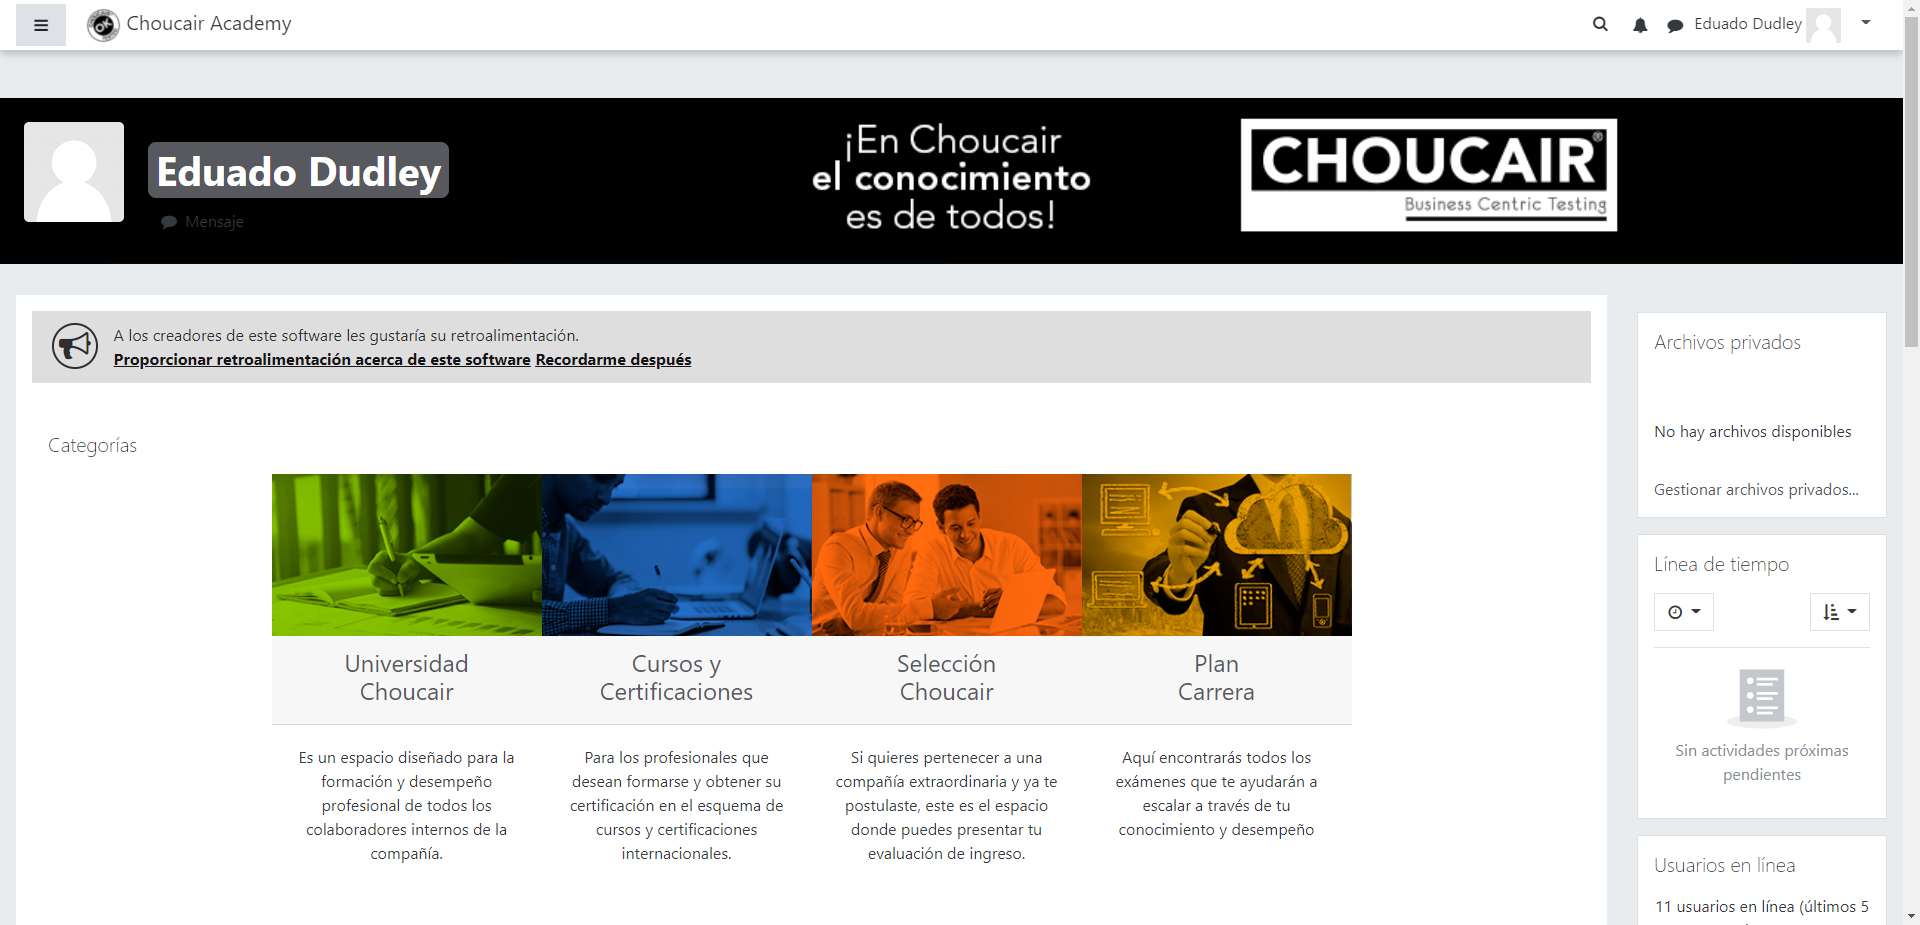 Choucair Academy
Eduado Dudley
Eduado Dudley
Mensaje
¡En Choucair
el conocimiento
es de todos!
CHOUCAIR®
Business Centric Testing
A los creadores de este software les gustaría su retroalimentación.
Proporcionar retroalimentación acerca de este software Recordarme después
Categorías
Universidad
Choucair
Es un espacio diseñado para la
formación y desempeño
profesional de todos los
colaboradores internos de la
compañía.
Cursos y
Certificaciones
Para los profesionales que
desean formarse y obtener su
certificación en el esquema de
cursos y certificaciones
internacionales.
Selección
Choucair
Si quieres pertenecer a una
compañía extraordinaria y ya te
postulaste, este es el espacio
donde puedes presentar tu
evaluación de ingreso.
Plan
Carrera
Aquí encontrarás todos los
exámenes que te ayudarán a
escalar a través de tu
conocimiento y desempeño
Archivos privados
No hay archivos disponibles
Gestionar archivos privados...
Línea de tiempo
Sin actividades próximas
pendientes
Usuarios en línea
11 usuarios en línea (últimos 5